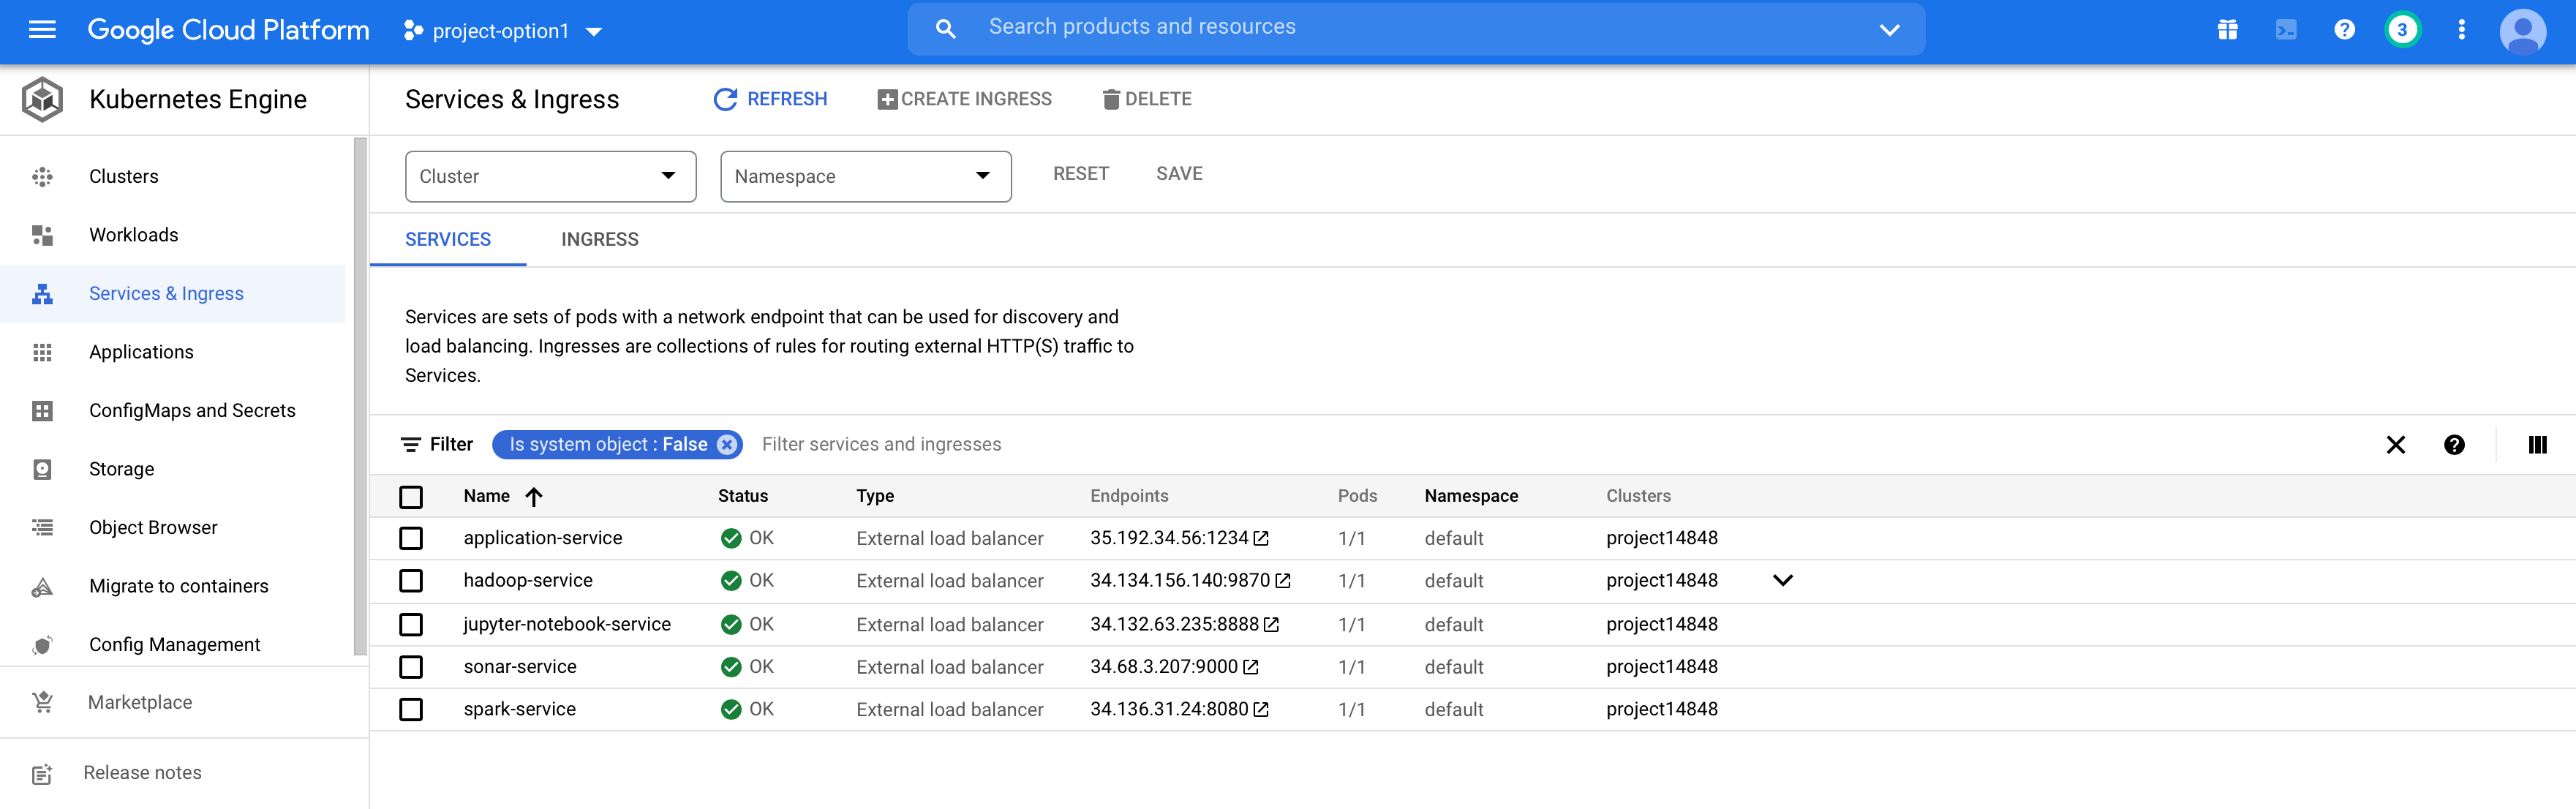 Google Cloud Platform project-option1 Search products and resources 3
Kubernetes Engine
Clusters
Workloads
Services & Ingress
Applications
ConfigMaps and Secrets
Storage
Object Browser
Migrate to containers
Config Management
Marketplace
Release notes
Services & Ingress REFRESH CREATE INGRESS DELETE
Cluster Namespace RESET SAVE
SERVICES INGRESS
Services are sets of pods with a network endpoint that can be used for discovery and
load balancing. Ingresses are collections of rules for routing external HTTP(S) traffic to
Services.
Filter Is system object : False Filter services and ingresses
Name Status Type Endpoints Pods Namespace Clusters
application-service OK External load balancer 35.192.34.56:1234 1/1 default project14848
hadoop-service OK External load balancer 34.134.156.140:9870 1/1 default project14848
jupyter-notebook-service OK External load balancer 34.132.63.235:8888 1/1 default project14848
sonar-service OK External load balancer 34.68.3.207:9000 1/1 default project14848
spark-service OK External load balancer 34.136.31.24:8080 1/1 default project14848